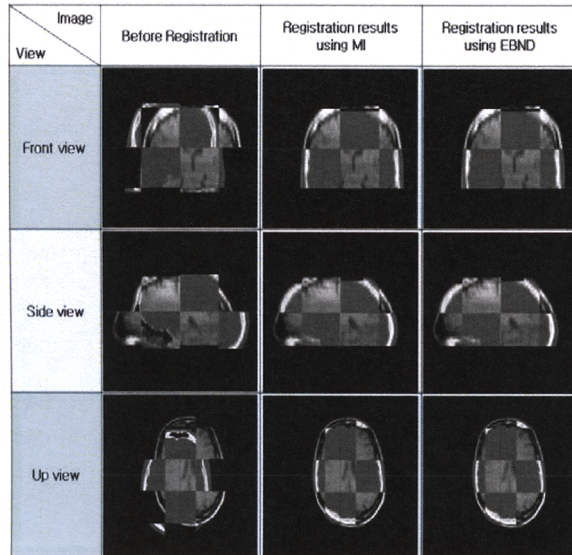 Image
View
Before Registration
Registration results
using MI
Registration results
using EBND
Front view
Side view
Up view